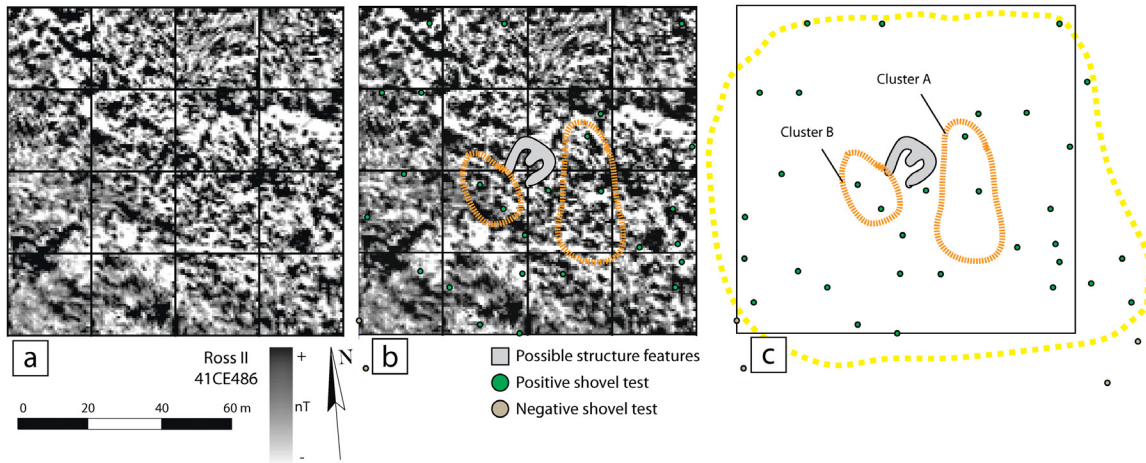 Cluster A
Cluster B
a
b
c
Ross II
41CE486
0 20 40 60 m
+
nT
-
N
Possible structure features
Positive shovel test
Negative shovel test